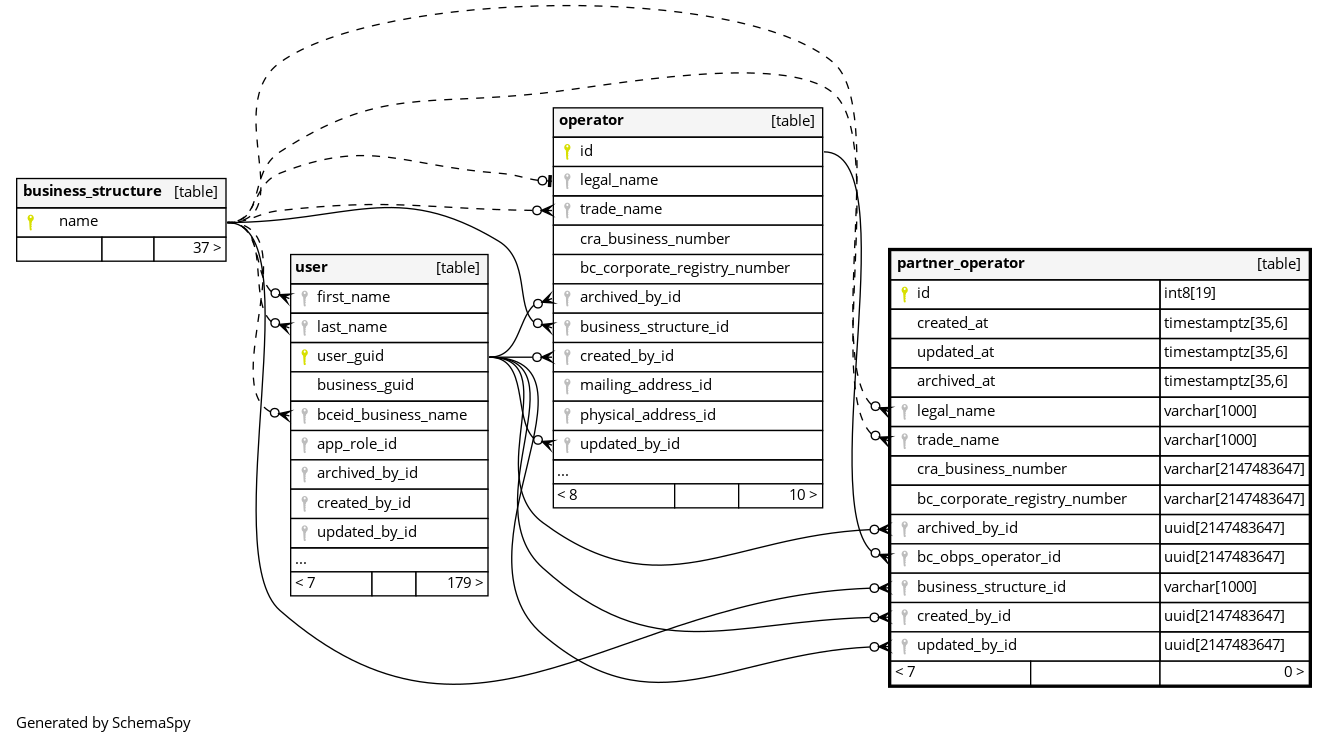 business_structure [table]
name
37 >
user [table]
first_name
last_name
user_guid
business_guid
bceid_business_name
app_role_id
archived_by_id
created_by_id
updated_by_id
...
< 7 179 >
operator [table]
id
legal_name
trade_name
cra_business_number
bc_corporate_registry_number
archived_by_id
business_structure_id
created_by_id
mailing_address_id
physical_address_id
updated_by_id
...
< 8 10 >
partner_operator [table]
id int8[19]
created_at timestamptz[35,6]
updated_at timestamptz[35,6]
archived_at timestamptz[35,6]
legal_name varchar[1000]
trade_name varchar[1000]
cra_business_number varchar[2147483647]
bc_corporate_registry_number varchar[2147483647]
archived_by_id uuid[2147483647]
bc_obps_operator_id uuid[2147483647]
business_structure_id varchar[1000]
created_by_id uuid[2147483647]
updated_by_id uuid[2147483647]
< 7 0 >
Generated by SchemaSpy